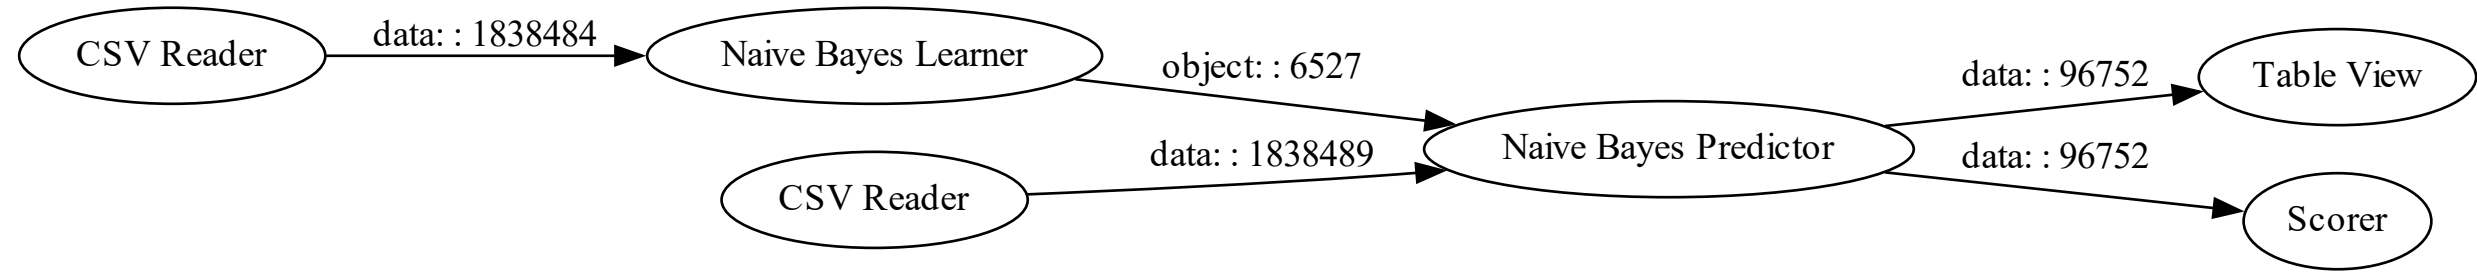 CSV Reader
data: : 1838484
Naive Bayes Learner
object: : 6527
CSV Reader
data: : 1838489
Naive Bayes Predictor
data: : 96752
Table View
data: : 96752
Scorer